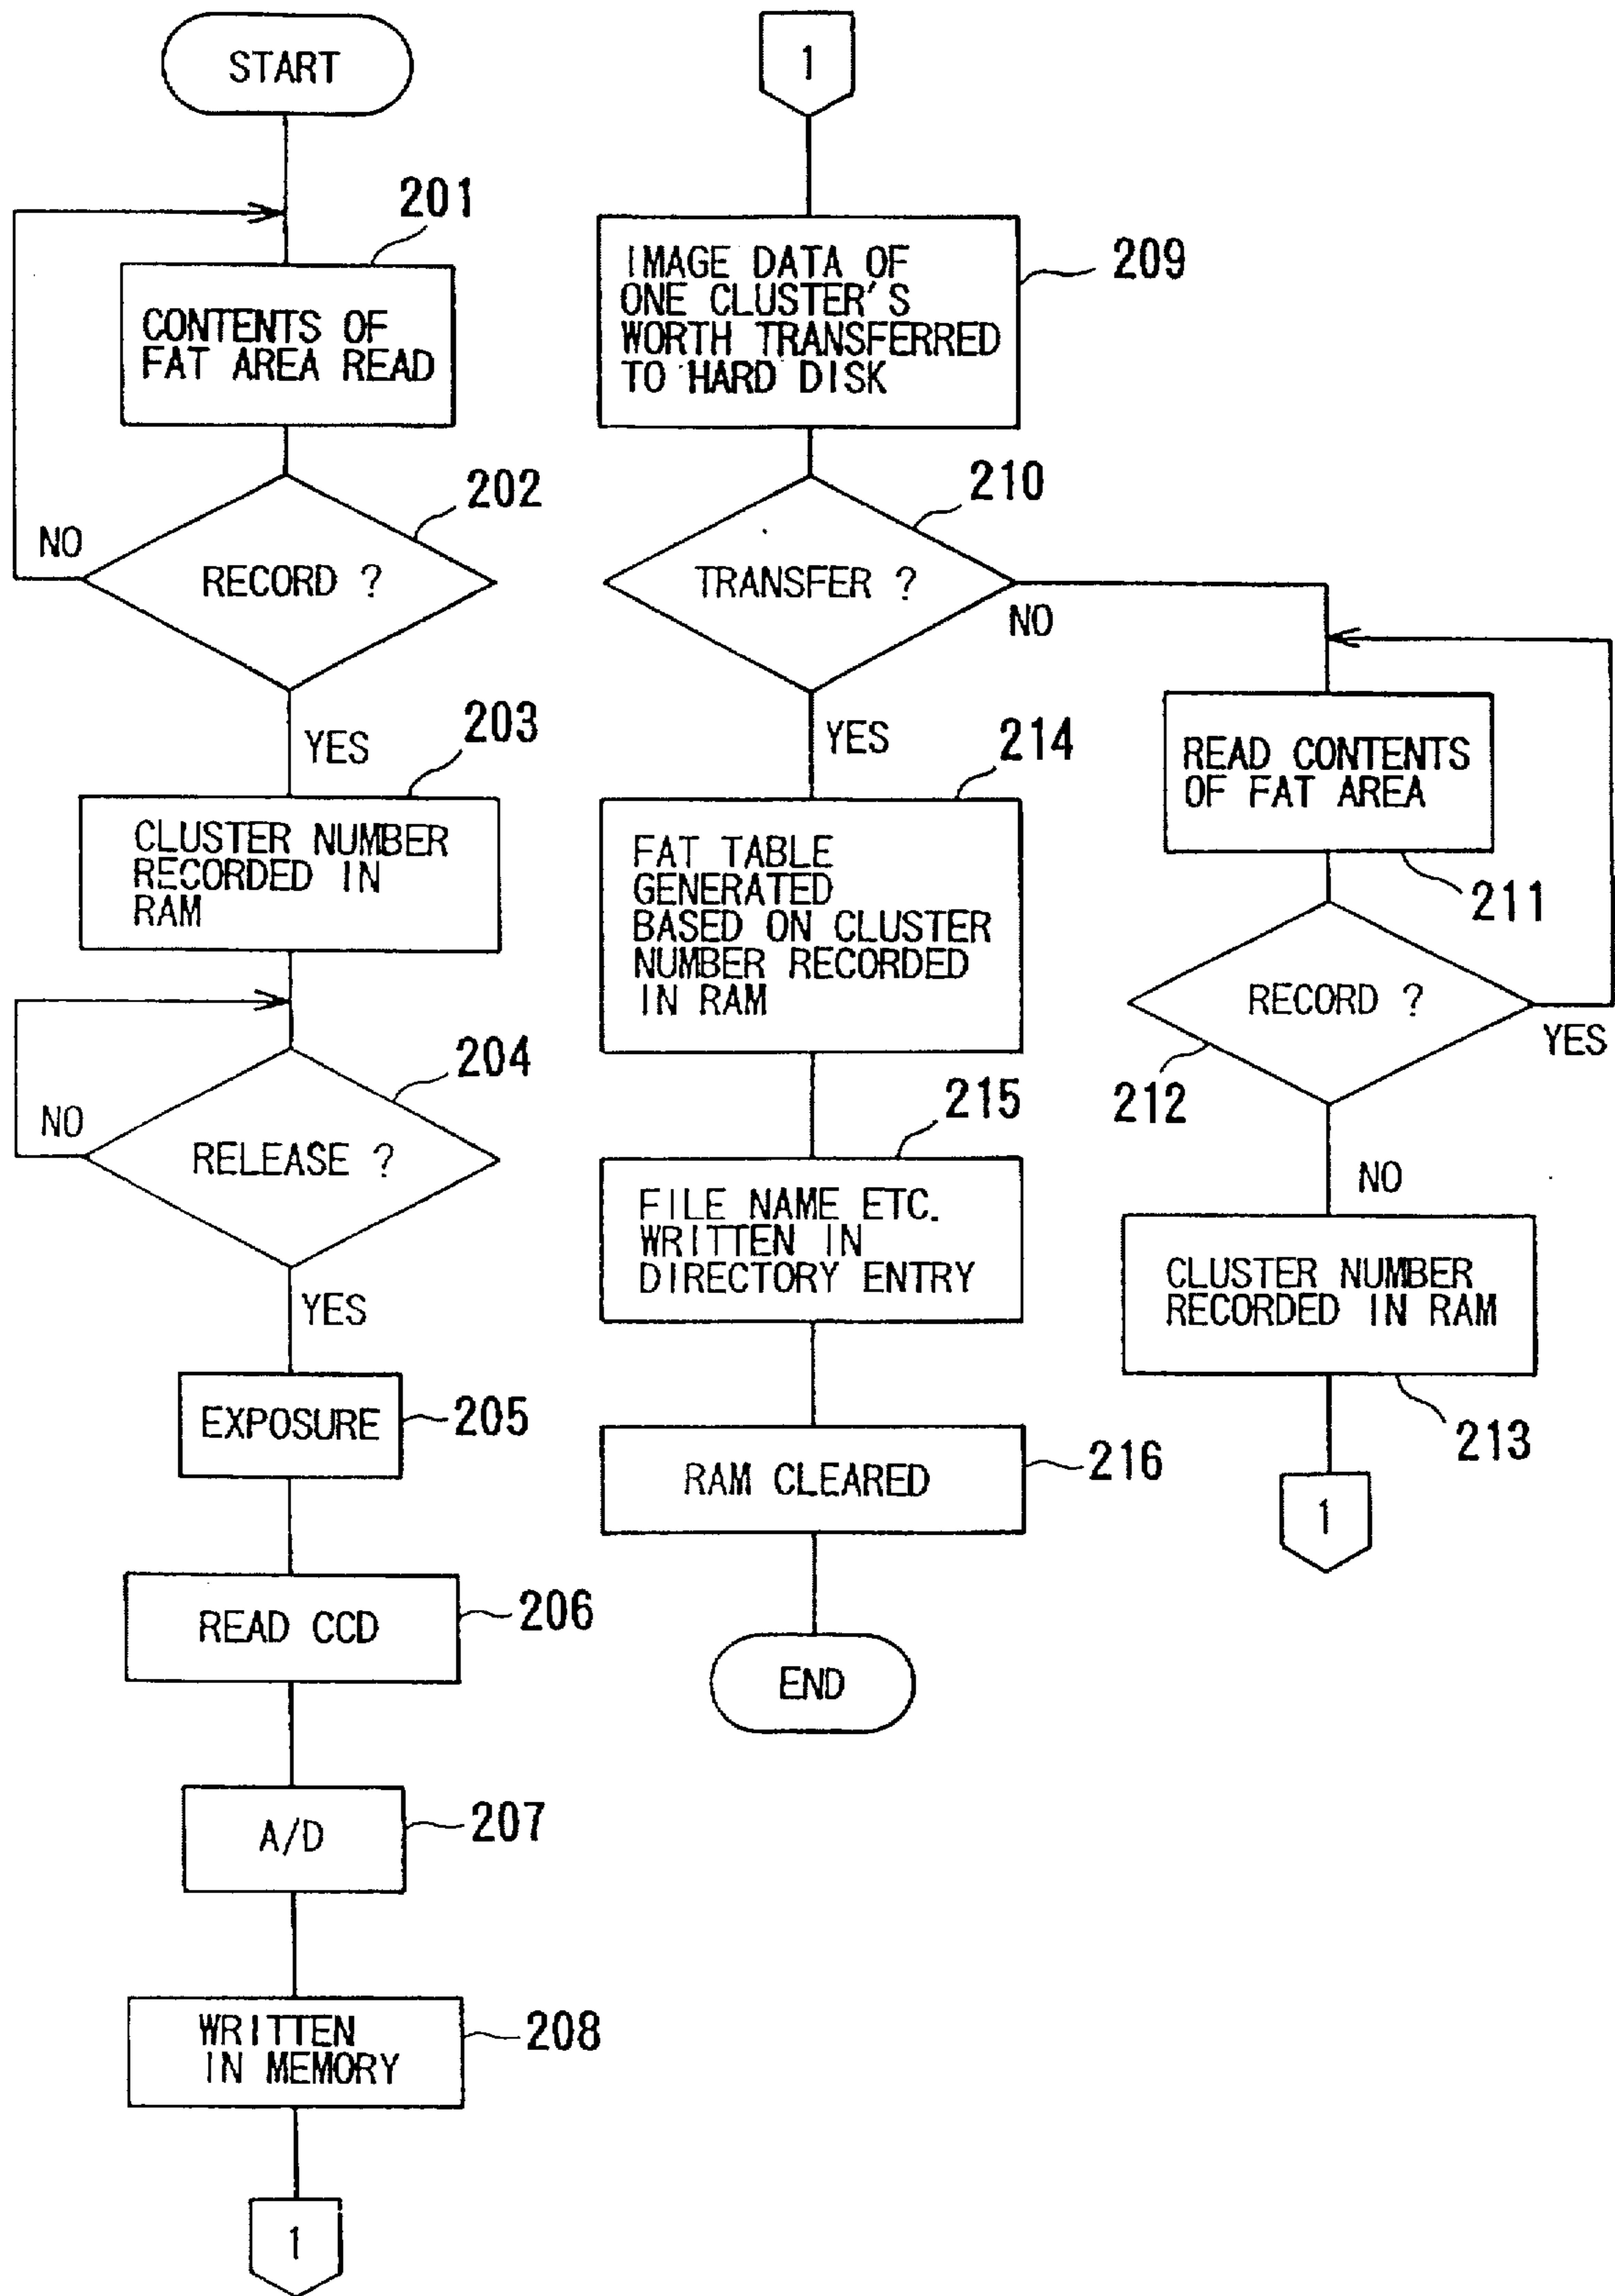 START
201
CONTENTS OF
FAT AREA READ
202
RECORD ?
NO
YES
203
CLUSTER NUMBER
RECORDED IN
RAM
204
RELEASE ?
NO
YES
EXPOSURE
205
READ CCD
206
A/D
207
WRITTEN
IN MEMORY
208
1
1
IMAGE DATA OF
ONE CLUSTER'S
WORTH TRANSFERRED
TO HARD DISK
209
210
TRANSFER ?
NO
YES
214
FAT TABLE
GENERATED
BASED ON CLUSTER
NUMBER RECORDED
IN RAM
215
FILE NAME ETC.
WRITTEN IN
DIRECTORY ENTRY
RAM CLEARED
216
END
READ CONTENTS
OF FAT AREA
211
RECORD ?
YES
212
NO
CLUSTER NUMBER
RECORDED IN RAM
213
1